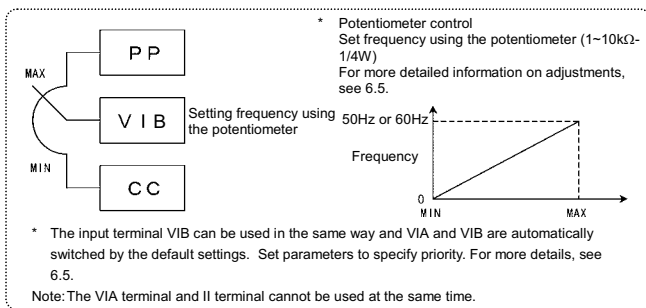 PP
MAX
VIB
Setting frequency using
the potentiometer
MIN
CC
* Potentiometer control
Set frequency using the potentiometer (1~10kΩ-
1/4W)
For more detailed information on adjustments,
see 6.5.
50Hz or 60Hz
Frequency
0
MIN
MAX
* The input terminal VIB can be used in the same way and VIA and VIB are automatically
switched by the default settings. Set parameters to specify priority. For more details, see
6.5.
Note: The VIA terminal and II terminal cannot be used at the same time.